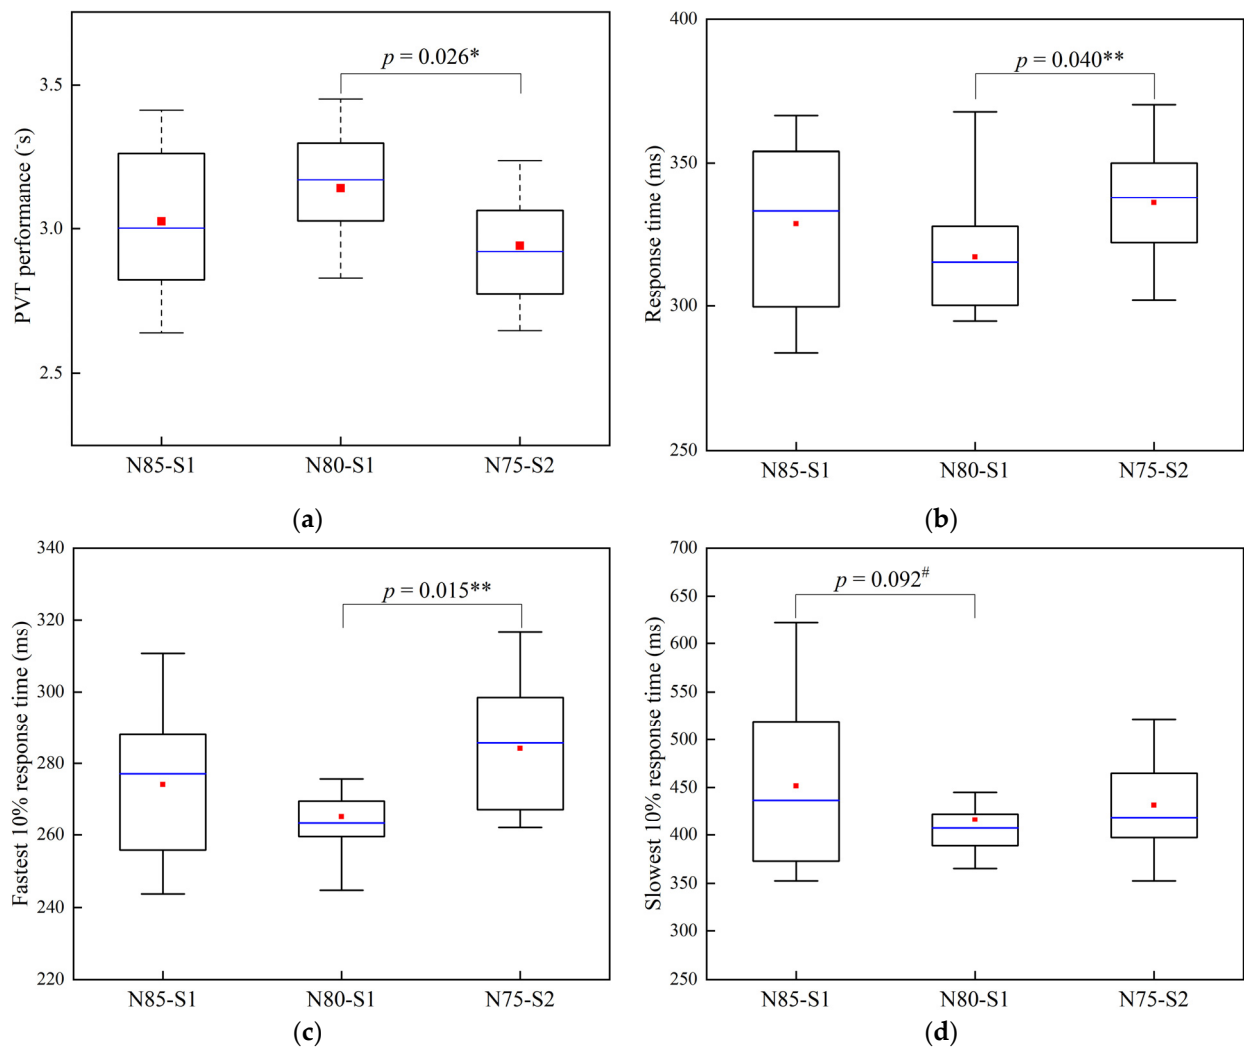 PVT performance (-s)
3.5
3.0
2.5
p = 0.026*
N85-S1
N80-S1
N75-S2
(a)
Response time (ms)
400
350
300
250
p = 0.040**
N85-S1
N80-S1
N75-S2
(b)
Fastest 10% response time (ms)
340
320
300
280
260
240
220
p = 0.015**
N85-S1
N80-S1
N75-S2
(c)
Slowest 10% response time (ms)
700
650
600
550
500
450
400
350
300
250
p = 0.092#
N85-S1
N80-S1
N75-S2
(d)